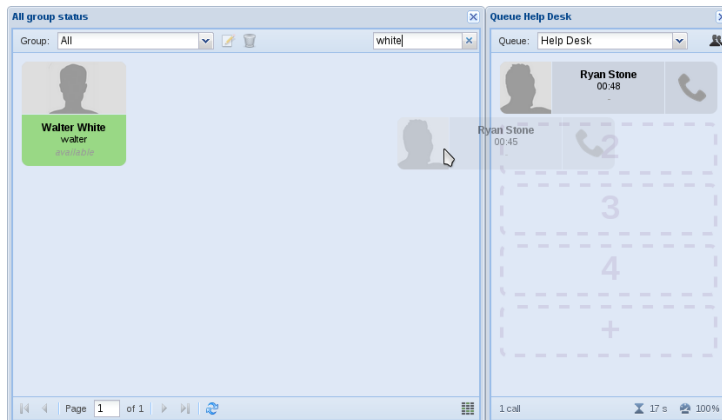 All group status
Group: All
white
Walter White
walter
available
Page 1 of 1
Queue Help Desk
Queue: Help Desk
Ryan Stone
00:48
-
Ryan Stone
00:45
2
3
4
+
1 call
17 s
100%